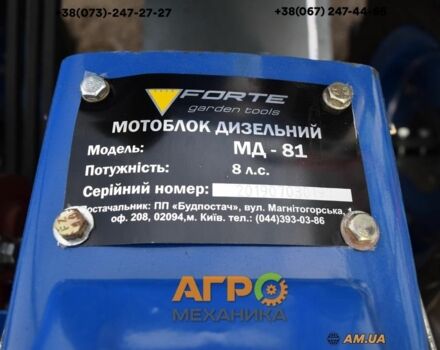 +38(073)-247-27-27
+38(067) 247-44-66
FORTE
garden tools
МОТОБЛОК ДИЗЕЛЬНИЙ
Модель: МД - 81
Потужність: 8 л.с.
Серійний номер:
Постачальник: ПП «Будпостач», вул. Магнітогорська, 1
оф. 208, 02094,м. Київ. тел.: (044)393-03-86
АГРО
МЕХАНИКА
AM.UA